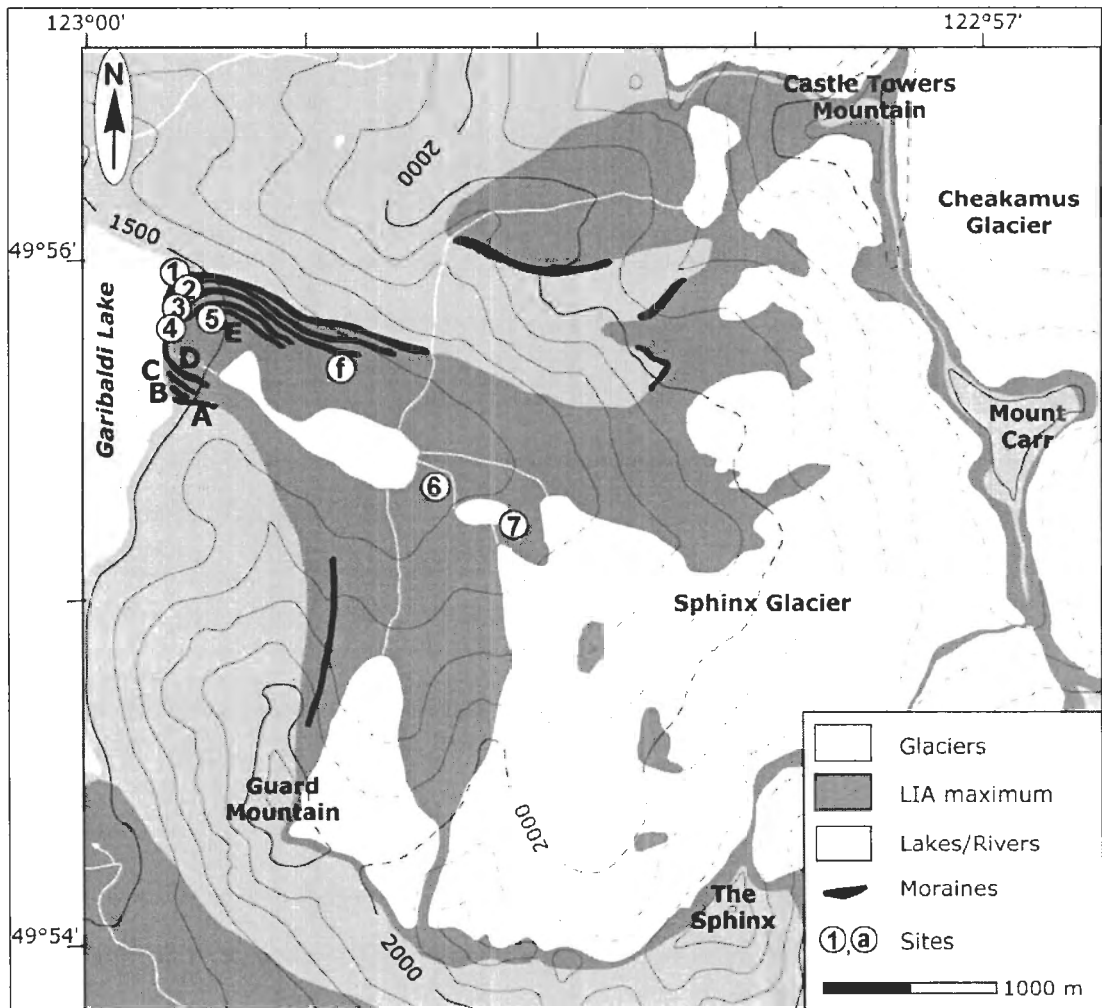 123°00'
122°57'
N
Castle Towers
Mountain
2000
Cheakamus
Glacier
1500
49°56'
1
2
3
4
5
E
Garibaldi Lake
f
D
C
B
A
Mount
Carr
6
7
Sphinx Glacier
Guard
Mountain
2000
The
Sphinx
49°54'
2000
Glaciers
LIA maximum
Lakes/Rivers
Moraines
1,a Sites
1000 m